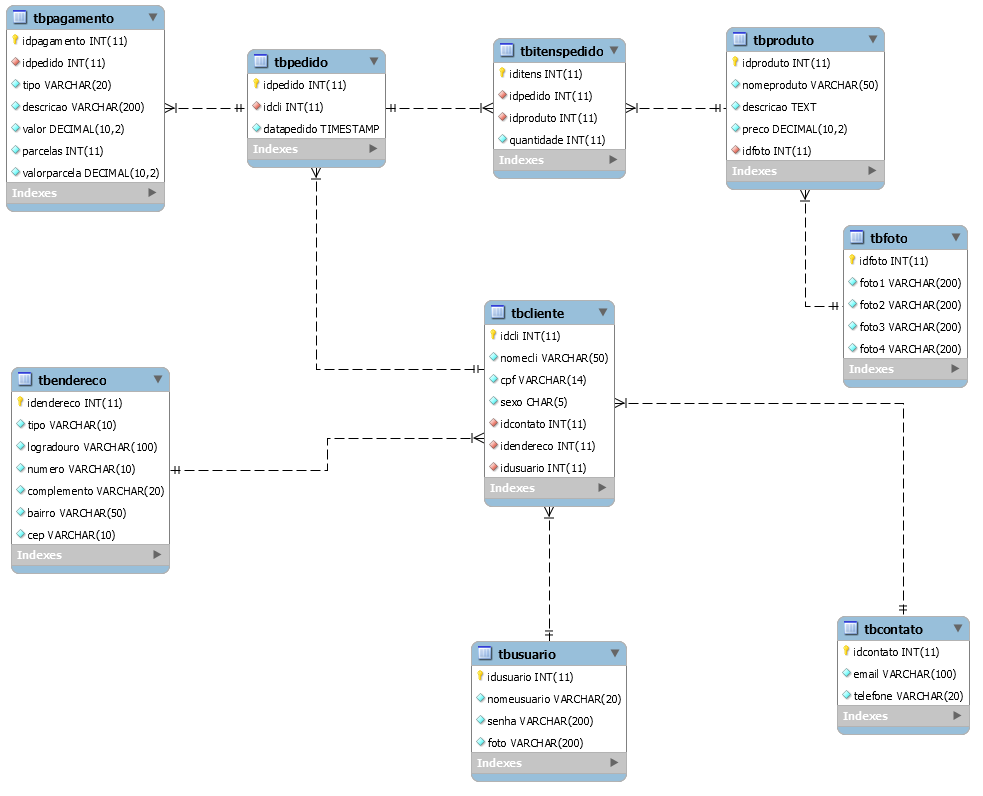 tbpagamento
idpagamento INT(11)
idpedido INT(11)
tipo VARCHAR(20)
descricao VARCHAR(200)
valor DECIMAL(10,2)
parcelas INT(11)
valorparcela DECIMAL(10,2)
Indexes
tbpedido
idpedido INT(11)
idcli INT(11)
datapedido TIMESTAMP
Indexes
tbitenspedido
iditens INT(11)
idpedido INT(11)
idproduto INT(11)
quantidade INT(11)
Indexes
tbproduto
idproduto INT(11)
nomeproduto VARCHAR(50)
descricao TEXT
preco DECIMAL(10,2)
idfoto INT(11)
Indexes
tbfoto
idfoto INT(11)
foto1 VARCHAR(200)
foto2 VARCHAR(200)
foto3 VARCHAR(200)
foto4 VARCHAR(200)
Indexes
tbcliente
idcli INT(11)
nomecli VARCHAR(50)
cpf VARCHAR(14)
sexo CHAR(5)
idcontato INT(11)
idendereco INT(11)
idusuario INT(11)
Indexes
tbendereco
idendereco INT(11)
tipo VARCHAR(10)
logradouro VARCHAR(100)
numero VARCHAR(10)
complemento VARCHAR(20)
bairro VARCHAR(50)
cep VARCHAR(10)
Indexes
tbusuario
idusuario INT(11)
nomeusuario VARCHAR(20)
senha VARCHAR(200)
foto VARCHAR(200)
Indexes
tbcontato
idcontato INT(11)
email VARCHAR(100)
telefone VARCHAR(20)
Indexes